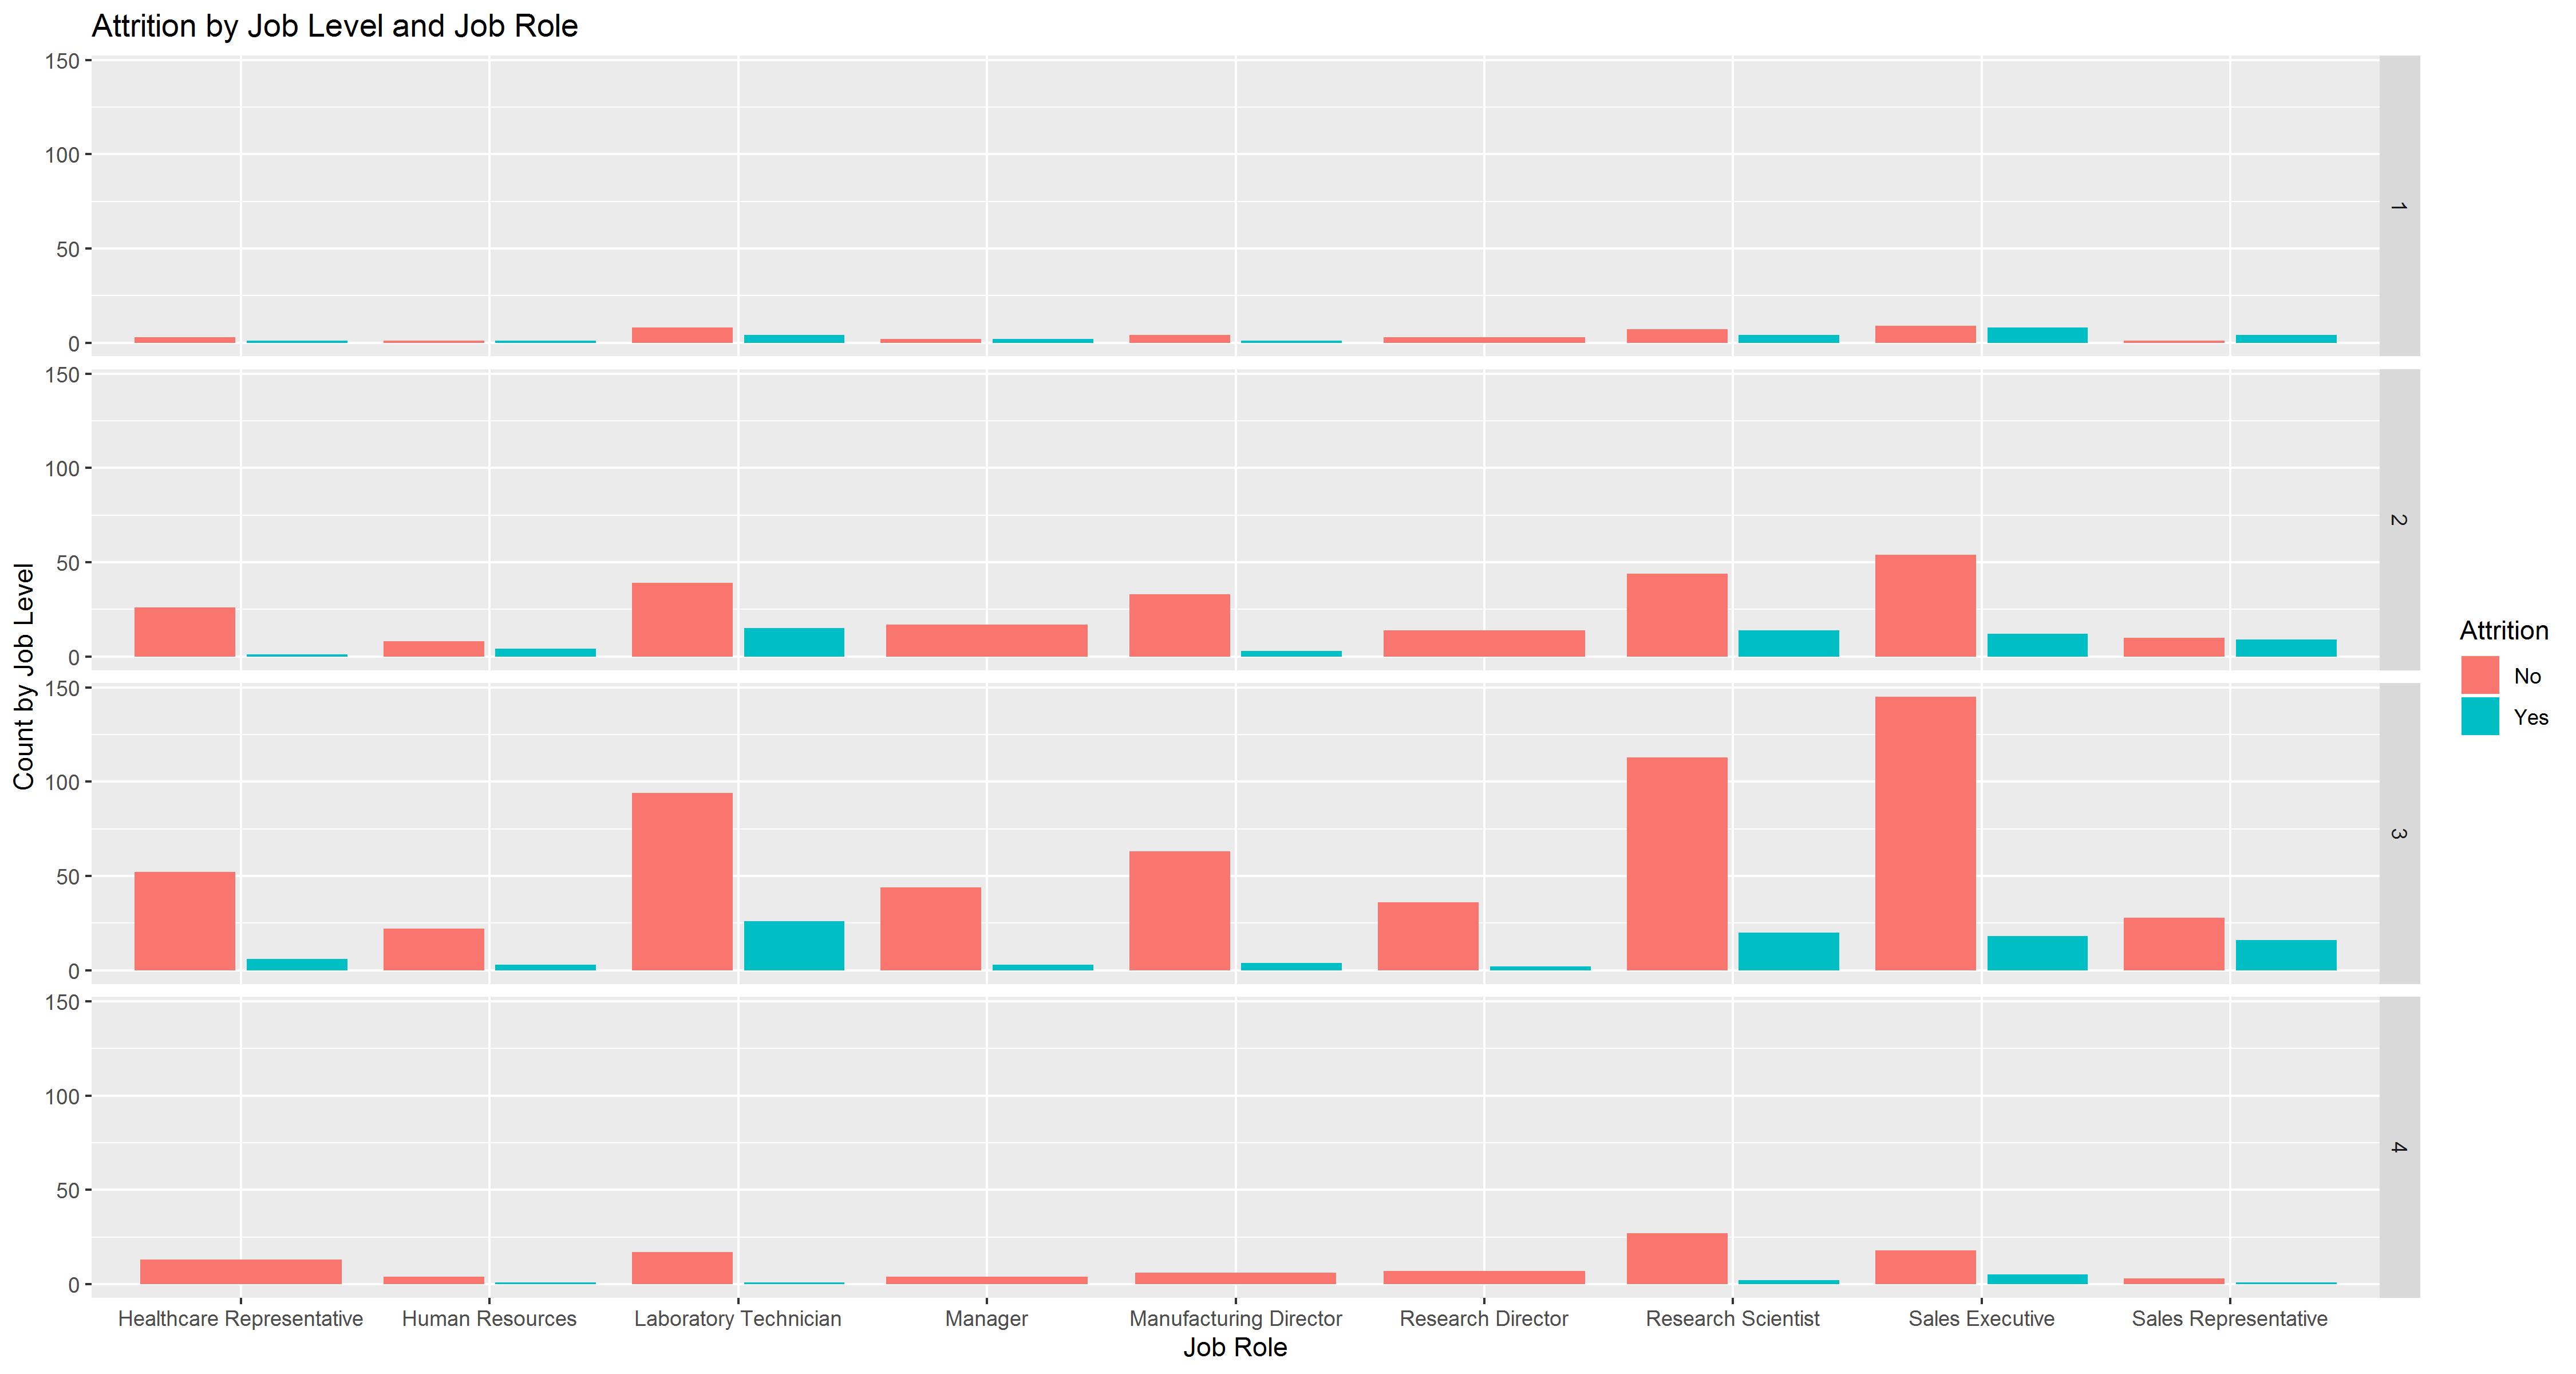 Attrition by Job Level and Job Role
150
100
50
0
1
150
100
50
0
2
150
100
50
0
3
150
100
50
0
4
Count by Job Level
Healthcare Representative Human Resources Laboratory Technician Manager Manufacturing Director Research Director Research Scientist Sales Executive Sales Representative
Job Role
Attrition
No
Yes